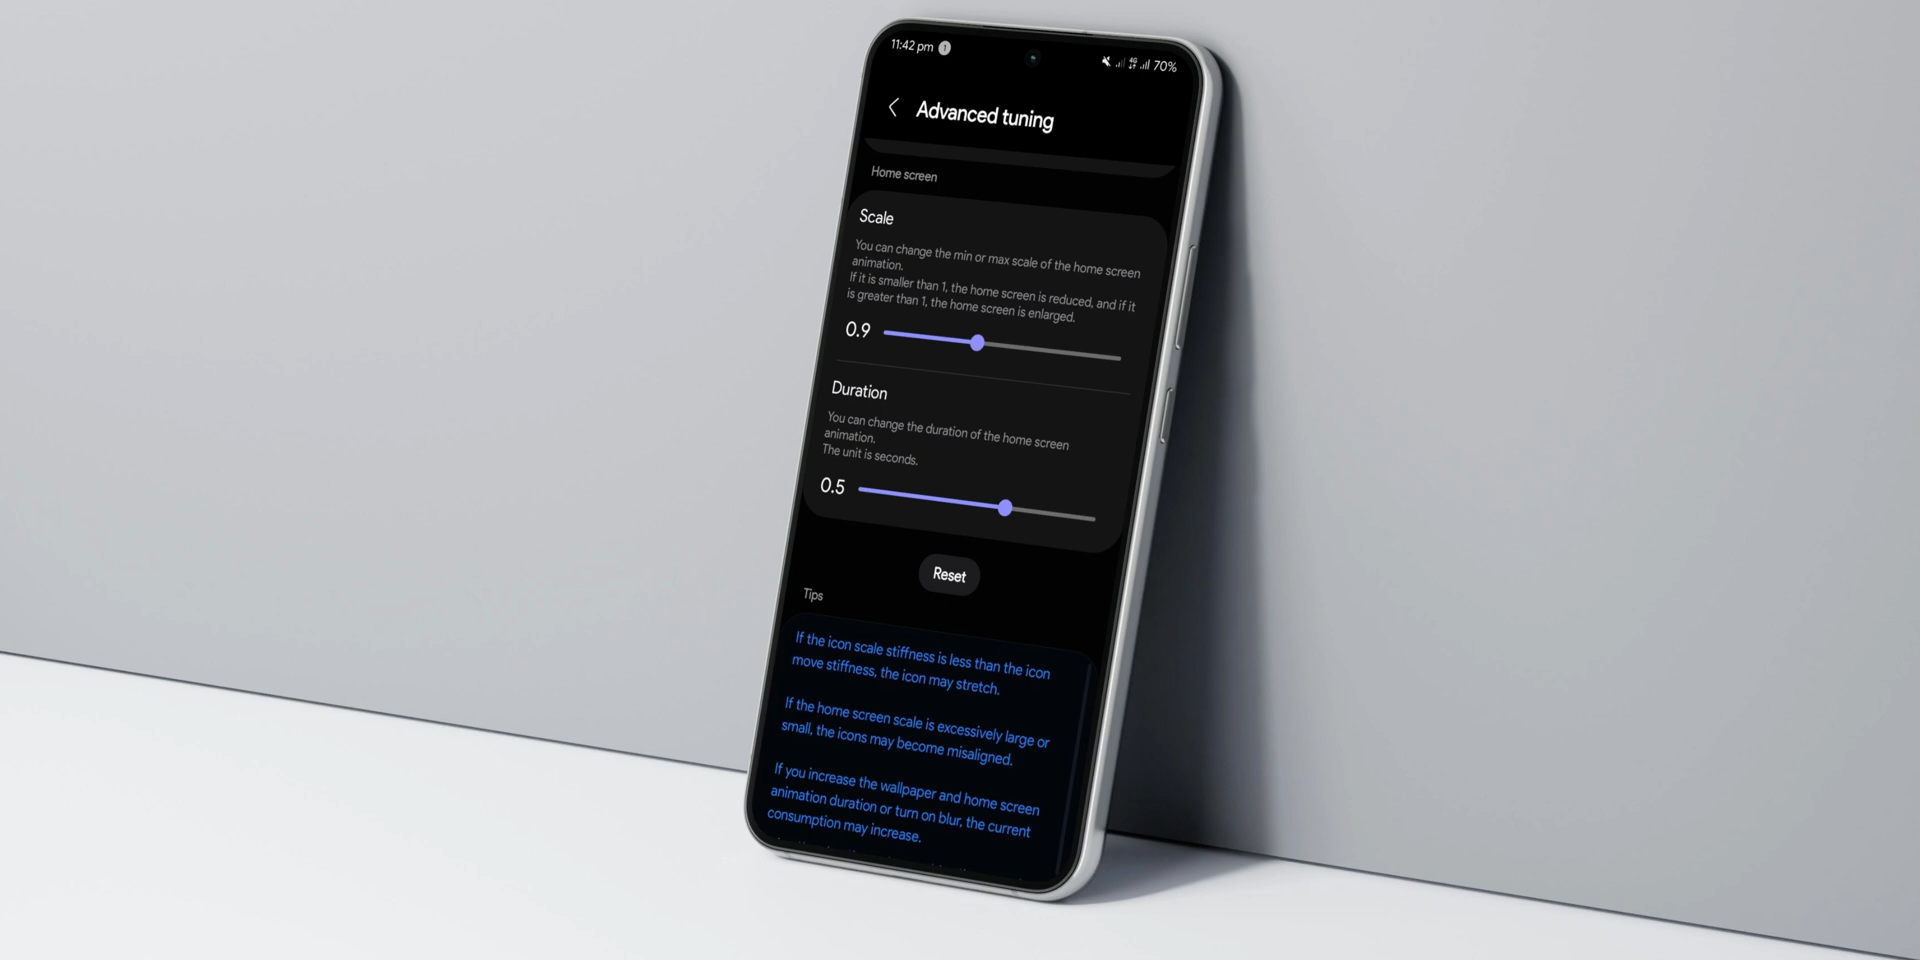 11:42 pm 1 4G 70%
Advanced tuning
Home screen
Scale
You can change the min or max scale of the home screen
animation.
If it is smaller than 1, the home screen is reduced, and if it
is greater than 1, the home screen is enlarged.
0.9
Duration
You can change the duration of the home screen
animation.
The unit is seconds.
0.5
Reset
Tips
If the icon scale stiffness is less than the icon
move stiffness, the icon may stretch.
If the home screen scale is excessively large or
small, the icons may become misaligned.
If you increase the wallpaper and home screen
animation duration or turn on blur, the current
consumption may increase.